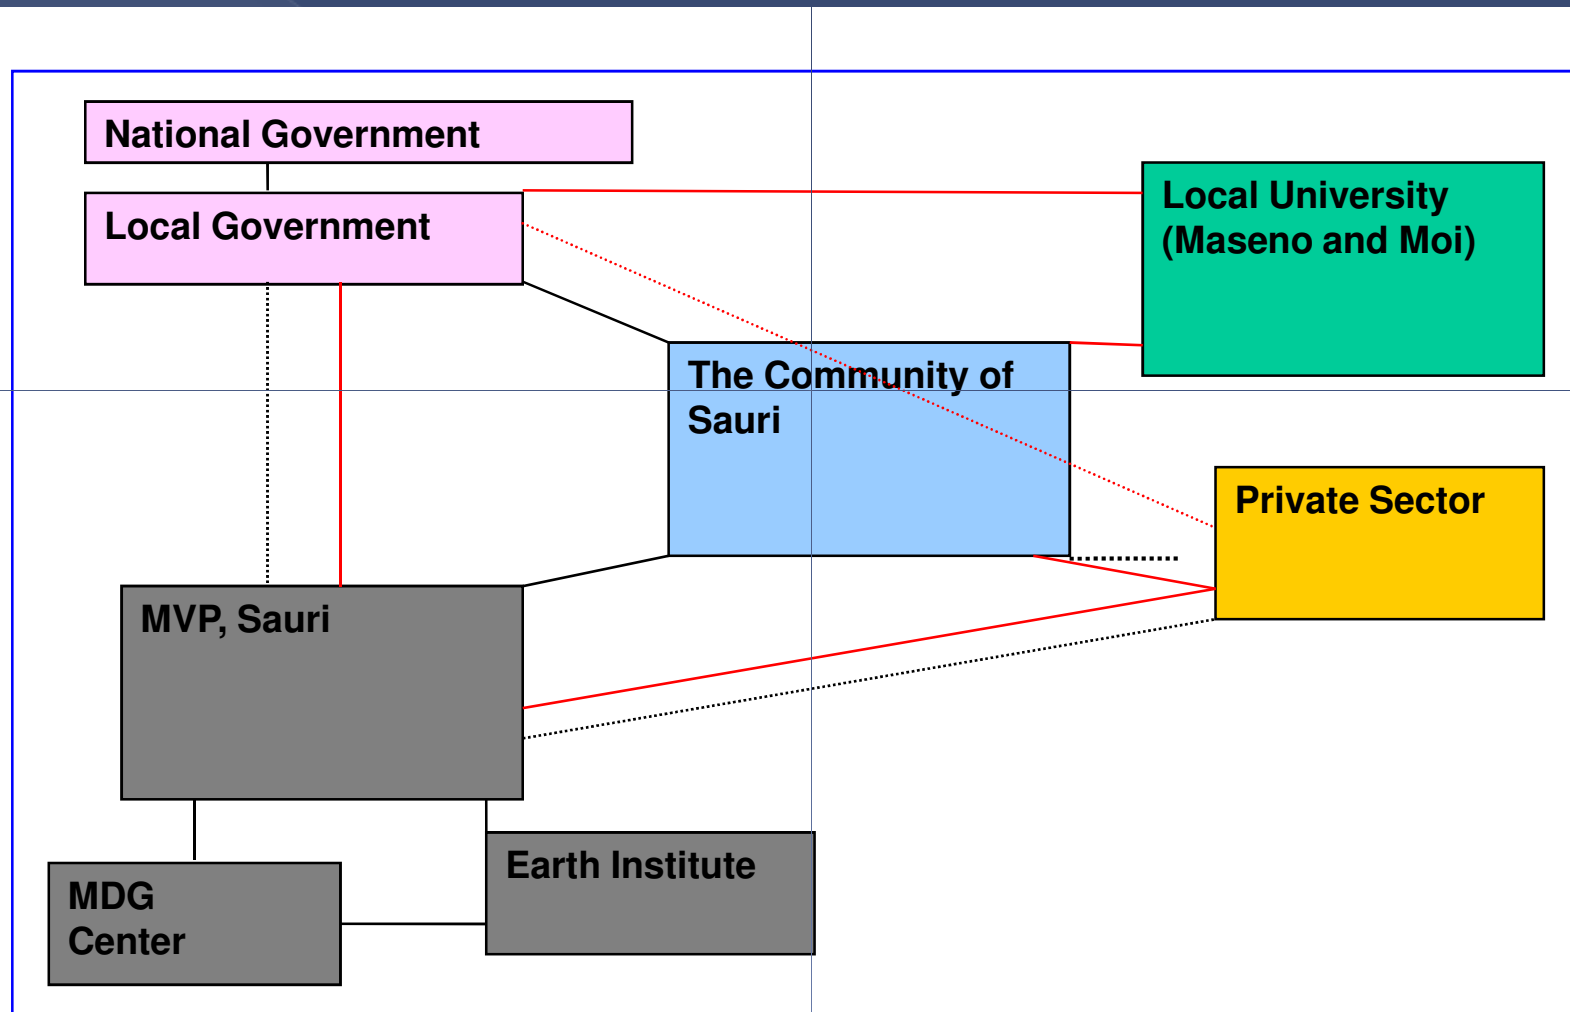 National Government
Local Government
Local University
(Maseno and Moi)
The Community of
Sauri
Private Sector
MVP, Sauri
Earth Institute
MDG
Center